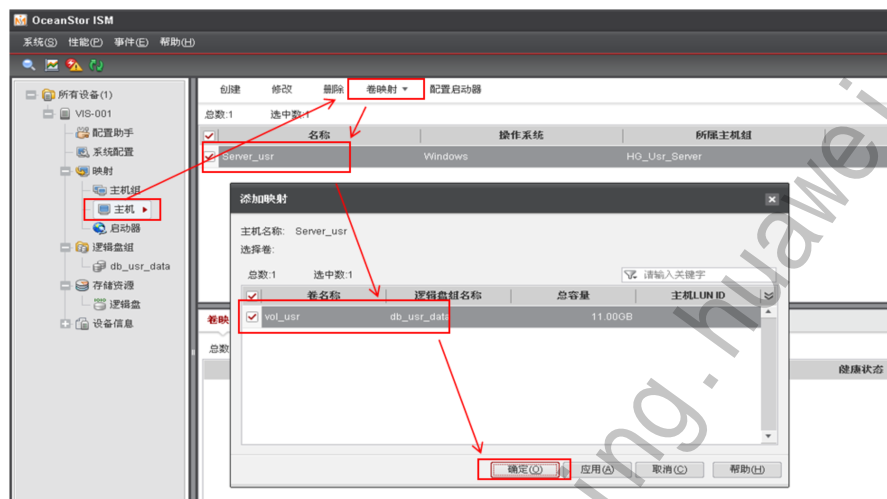 OceanStor ISM
系统(S) 性能(P) 事件(E) 帮助(H)
所有设备(1)
VIS-001
配置助手
系统配置
映射
主机组
主机
启动器
逻辑盘组
db_usr_data
存储资源
逻辑盘
设备信息
创建 修改 删除 卷映射 配置启动器
总数:1 选中数:1
名称 操作系统 所属主机组
Server_usr Windows HG_Usr_Server
添加映射
主机名称: Server_usr
选择卷:
总数:1 选中数:1 请输入关键字
卷名称 逻辑盘组名称 总容量 主机LUN ID
vol_usr db_usr_data 11.00GB
确定(O) 应用(A) 取消(C) 帮助(H)
卷映
总数
健康状态
ng.huawei